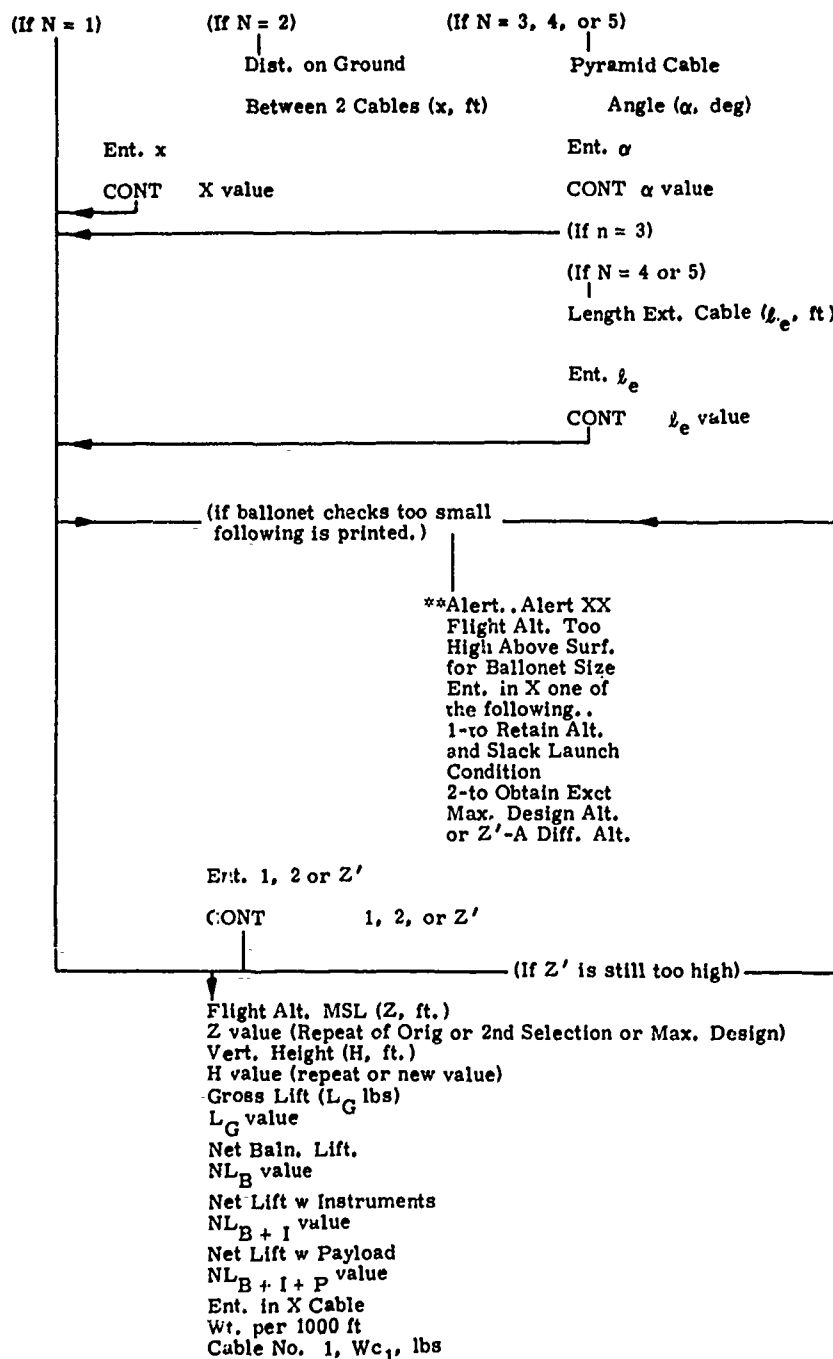 (If N = 1) (If N = 2) (If N = 3, 4, or 5)
Dist. on Ground Pyramid Cable
Between 2 Cables (x, ft) Angle (α, deg)
Ent. x Ent. α
CONT X value CONT α value
(If n = 3)
(If N = 4 or 5)
Length Ext. Cable (ℓe, ft)
Ent. ℓe
CONT ℓe value
(if ballonet checks too small
following is printed.)
**Alert..Alert XX
Flight Alt. Too
High Above Surf.
for Ballonet Size
Ent. in X one of
the following..
1-to Retain Alt.
and Slack Launch
Condition
2-to Obtain Exct
Max. Design Alt.
or Z'-A Diff. Alt.
Ent. 1, 2 or Z'
CONT 1, 2, or Z'
(If Z' is still too high)
Flight Alt. MSL (Z, ft.)
Z value (Repeat of Orig or 2nd Selection or Max. Design)
Vert. Height (H, ft.)
H value (repeat or new value)
Gross Lift (LG lbs)
LG value
Net Baln. Lift.
NLB value
Net Lift w Instruments
NLB + I value
Net Lift w Payload
NLB + I + P value
Ent. in X Cable
Wt. per 1000 ft
Cable No. 1, Wc1, lbs